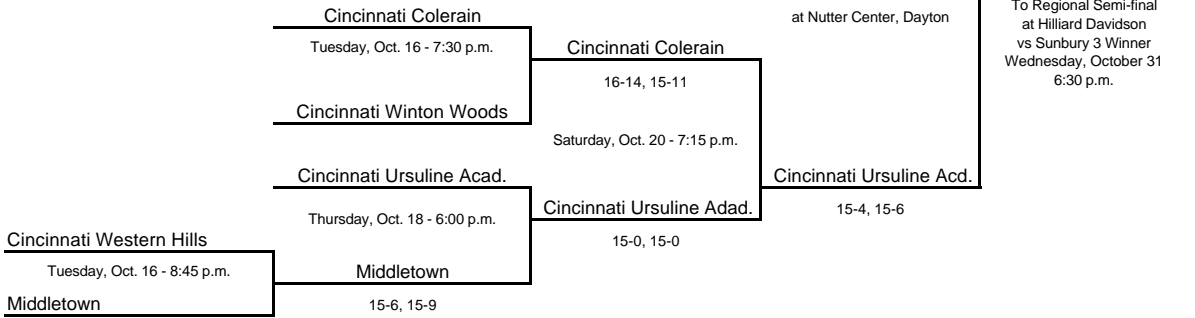 To Regional Semi-final
Cincinnati Colerain
at Nutter Center, Dayton
at Hilliard Davidson
Tuesday, Oct. 16 - 7:30 p.m.
Cincinnati Colerain
vs Sunbury 3 Winner
Wednesday, October 31
16-14, 15-11
6:30 p.m.
Cincinnati Winton Woods
Saturday, Oct. 20 - 7:15 p.m.
Cincinnati Ursuline Acad.
Cincinnati Ursuline Acd.
Thursday, Oct. 18 - 6:00 p.m.
Cincinnati Ursuline Adad.
15-4, 15-6
Cincinnati Western Hills
15-0, 15-0
Tuesday, Oct. 16 - 8:45 p.m.
Middletown
Middletown
15-6, 15-9